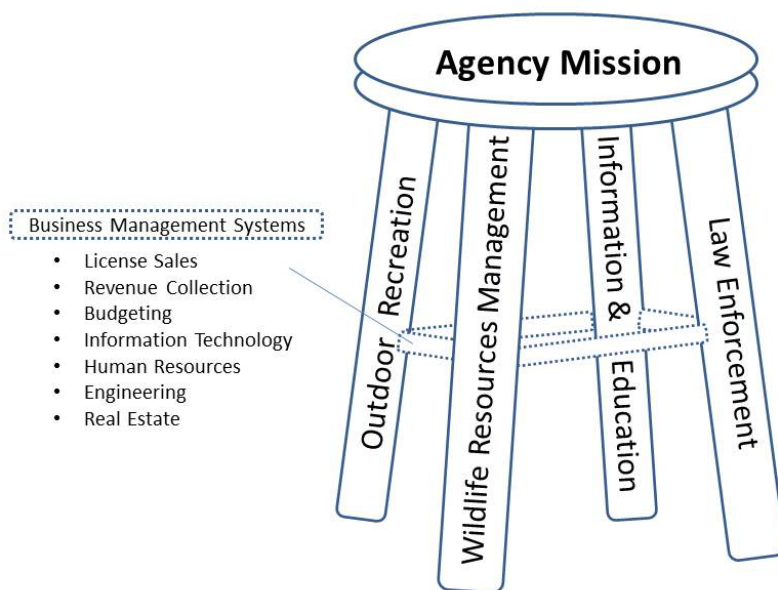 Agency Mission
Business Management Systems
• License Sales
• Revenue Collection
• Budgeting
• Information Technology
• Human Resources
• Engineering
• Real Estate
Outdoor Recreation
Wildlife Resources Management
Information & Education
Law Enforcement